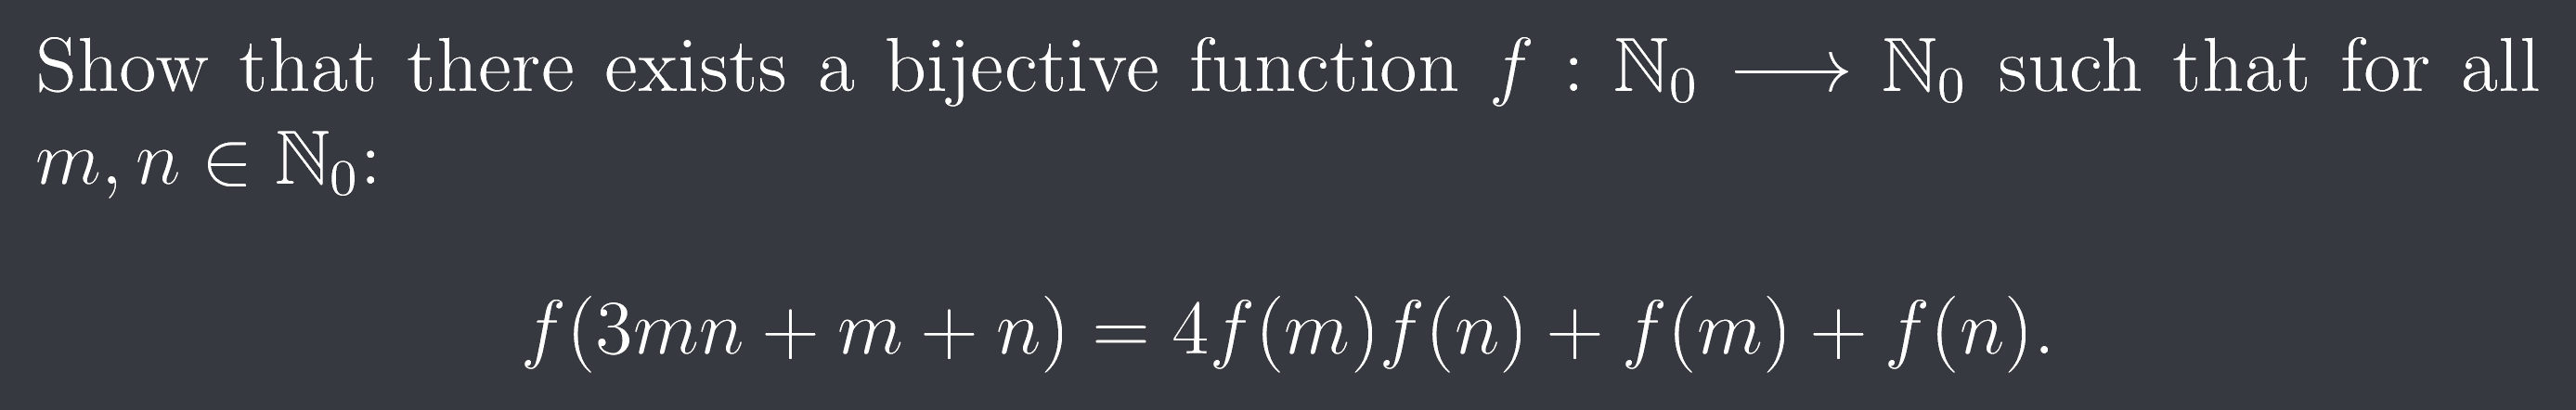 Show that there exists a bijective function f : ℕ₀ ⟶ ℕ₀ such that for all
m, n ∈ ℕ₀:
f(3mn + m + n) = 4f(m)f(n) + f(m) + f(n).